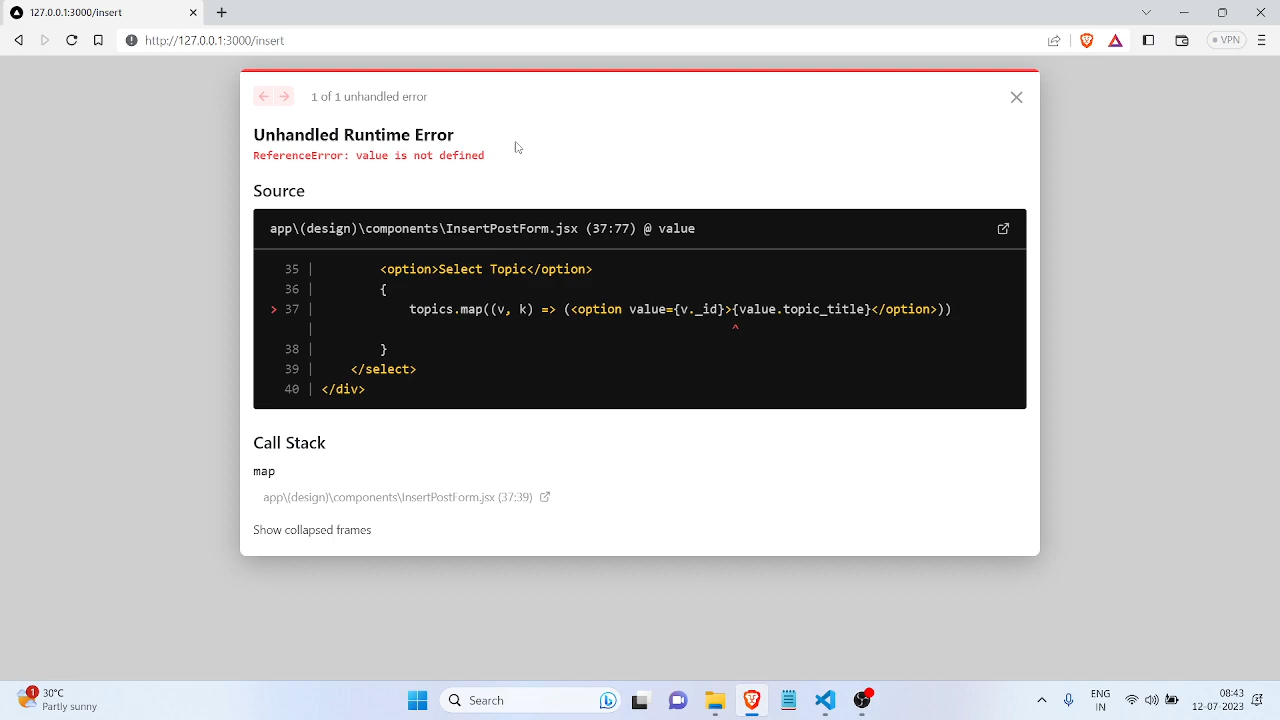 127.0.0.1:3000/insert
http://127.0.0.1:3000/insert
VPN
1 of 1 unhandled error
Unhandled Runtime Error
ReferenceError: value is not defined
Source
app\(design)\components\InsertPostForm.jsx (37:77) @ value
35 | <option>Select Topic</option>
36 | {
> 37 | topics.map((v, k) => (<option value={v._id}>{value.topic_title}</option>))
| ^
38 | }
39 | </select>
40 | </div>
Call Stack
map
app\(design)\components\InsertPostForm.jsx (37:39)
Show collapsed frames
1
30°C
Mostly sunny
Search
ENG
IN
08:43
12-07-2023